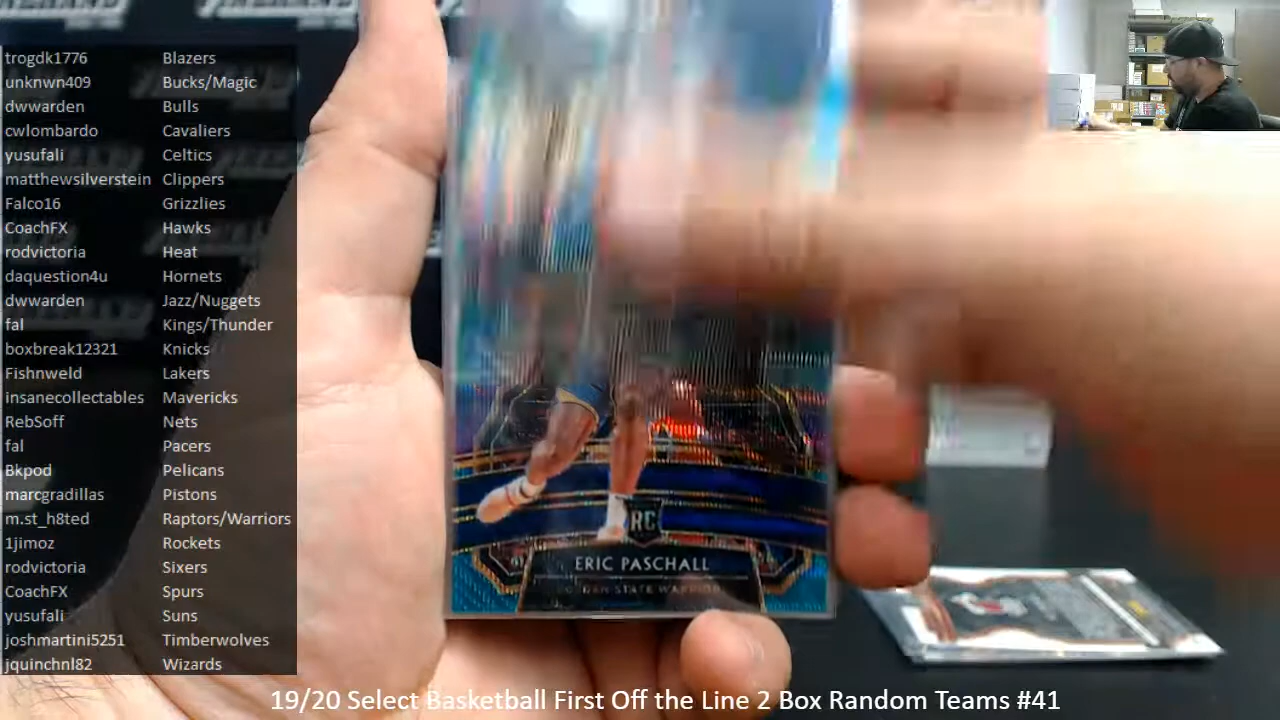 trogdk1776 Blazers
unknwn409 Bucks/Magic
dwwarden Bulls
cwlombardo Cavaliers
yusufali Celtics
matthewsilverstein Clippers
Falco16 Grizzlies
CoachFX Hawks
rodvictoria Heat
daquestion4u Hornets
dwwarden Jazz/Nuggets
fal Kings/Thunder
boxbreak12321 Knicks
Fishnweld Lakers
insanecollectables Mavericks
RebSoff Nets
fal Pacers
Bkpod Pelicans
marcgradillas Pistons
m.st_h8ted Raptors/Warriors
1jimoz Rockets
rodvictoria Sixers
CoachFX Spurs
yusufali Suns
joshmartini5251 Timberwolves
jquinchnl82 Wizards
RC
ERIC PASCHALL
GOLDEN STATE WARRIORS
19/20 Select Basketball First Off the Line 2 Box Random Teams #41